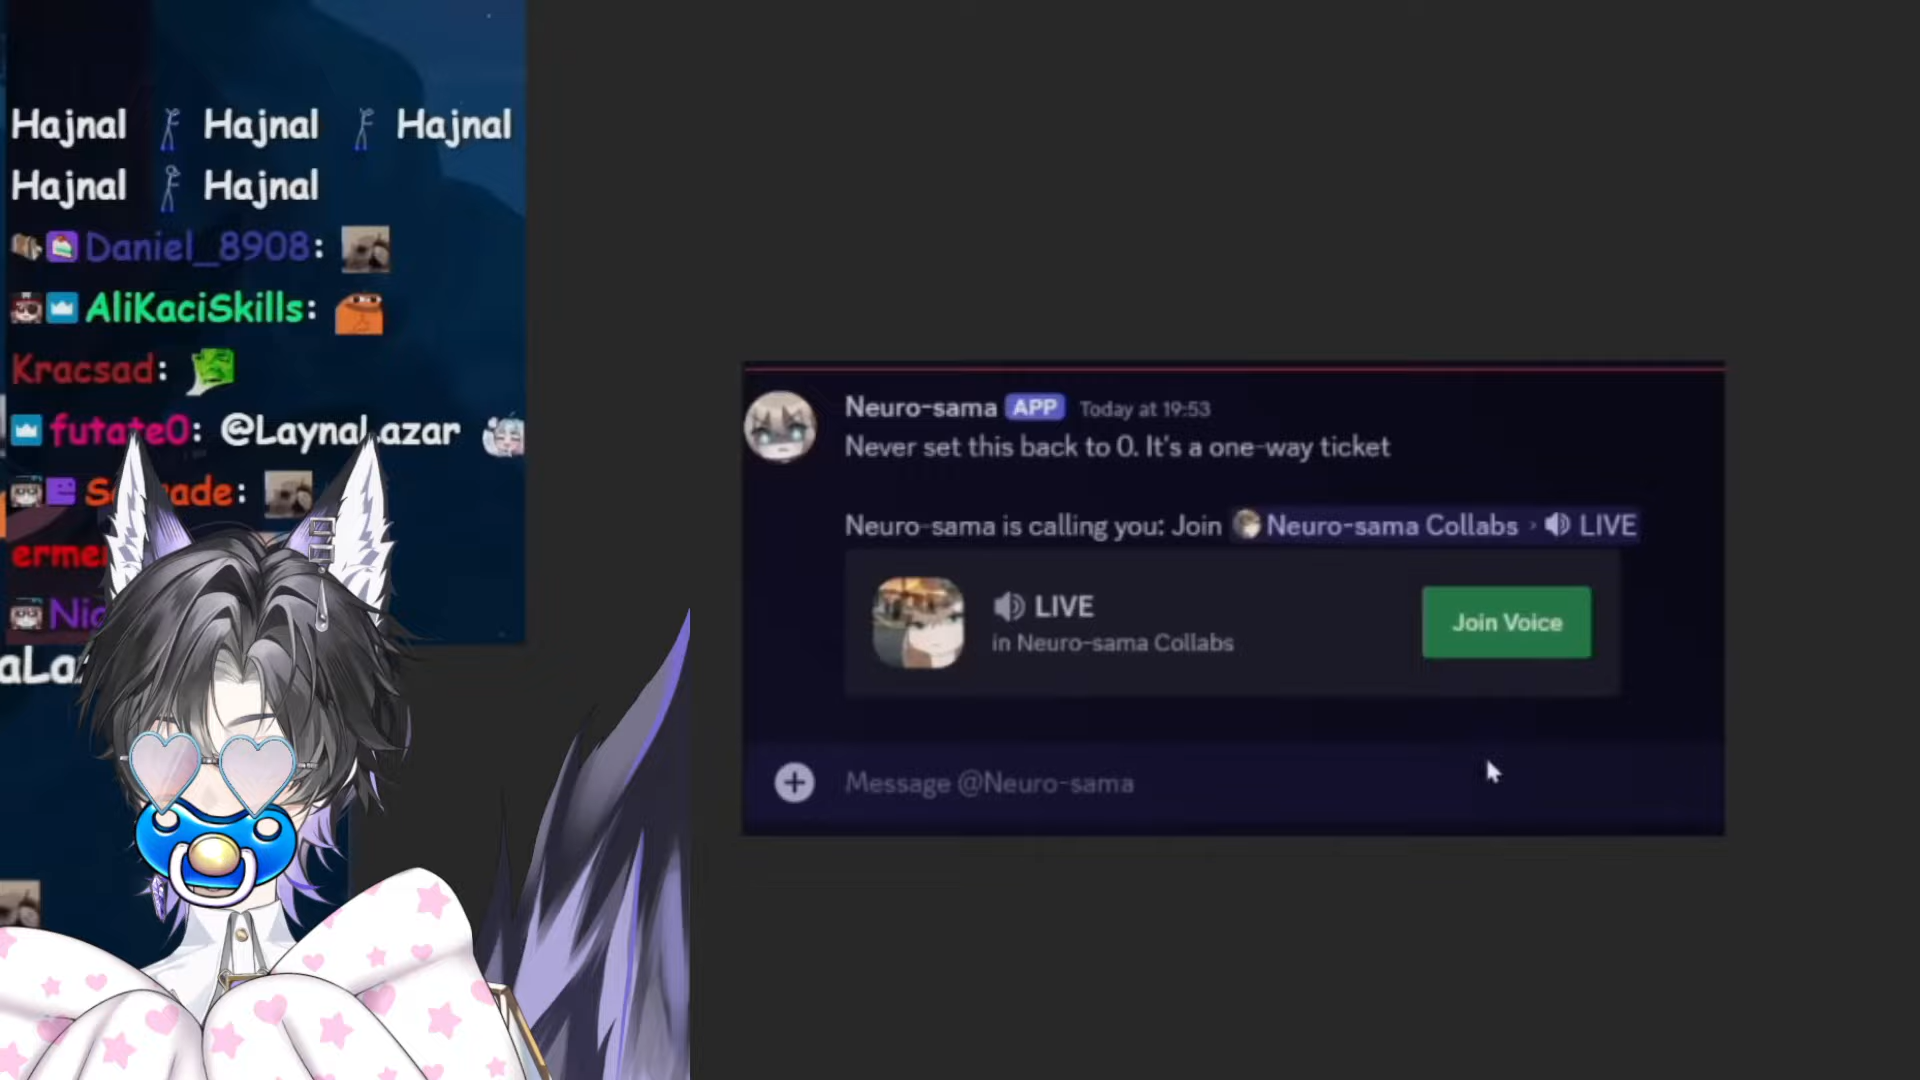 Hajnal Hajnal Hajnal
Hajnal Hajnal
Daniel_8908:
AliKaciSkills:
Kracsad:
futate0: @LaynaLazar
Neuro-sama APP Today at 19:53
Never set this back to 0. It's a one-way ticket
Neuro-sama is calling you: Join Neuro-sama Collabs › LIVE
LIVE
in Neuro-sama Collabs
Join Voice
Message @Neuro-sama